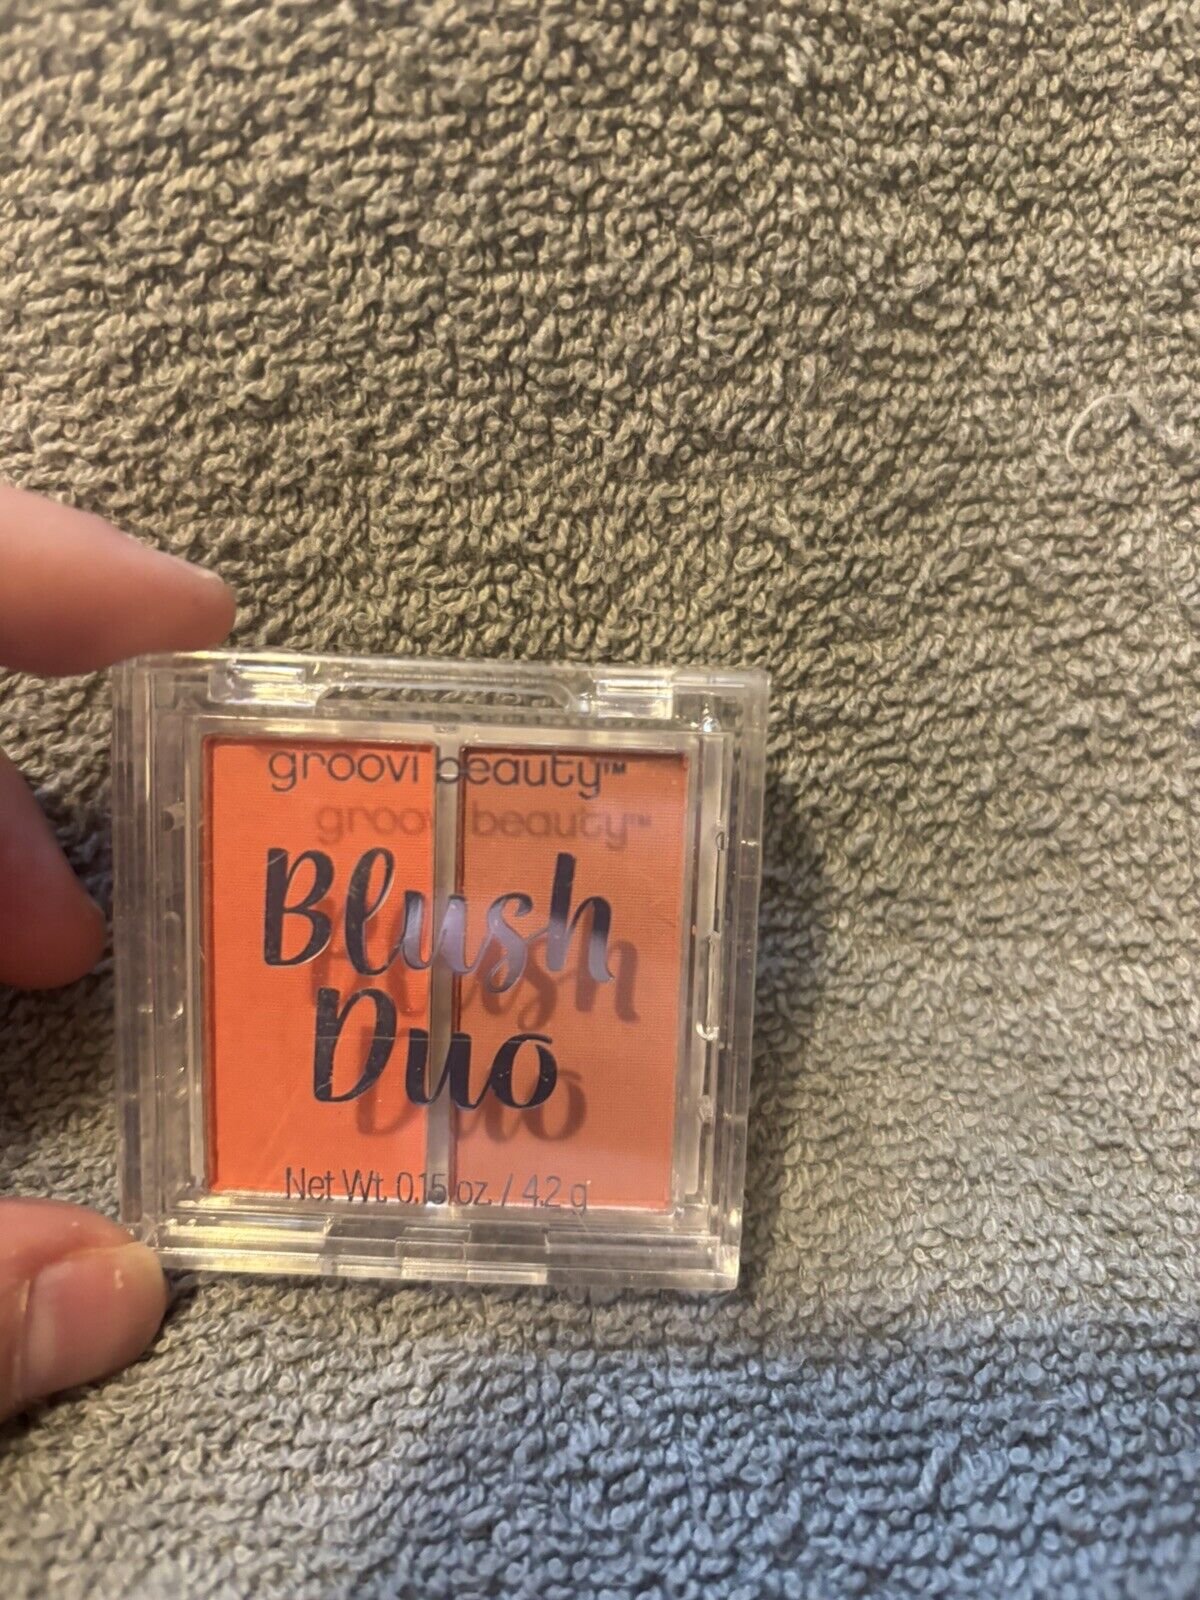 groovi beauty™
Blush
Duo
Net Wt. 0.15 oz. / 4.2 g